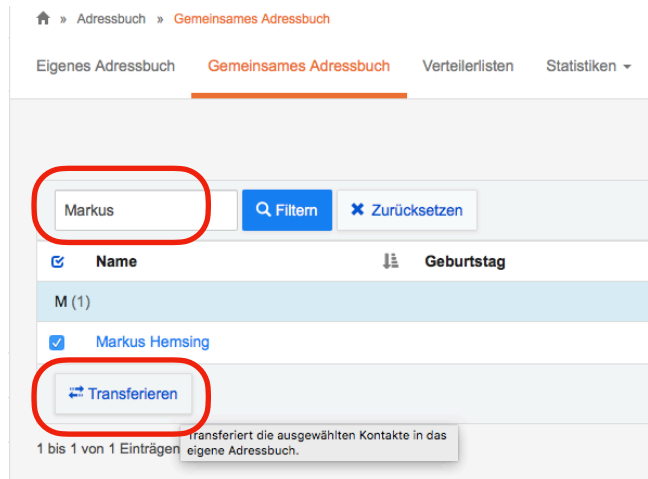 » Adressbuch » Gemeinsames Adressbuch
Eigenes Adressbuch Gemeinsames Adressbuch Verteilerlisten Statistiken
Markus Filtern Zurücksetzen
Name Geburtstag
M (1)
Markus Hemsing
Transferieren
Transferiert die ausgewählten Kontakte in das
1 bis 1 von 1 Einträgen eigene Adressbuch.